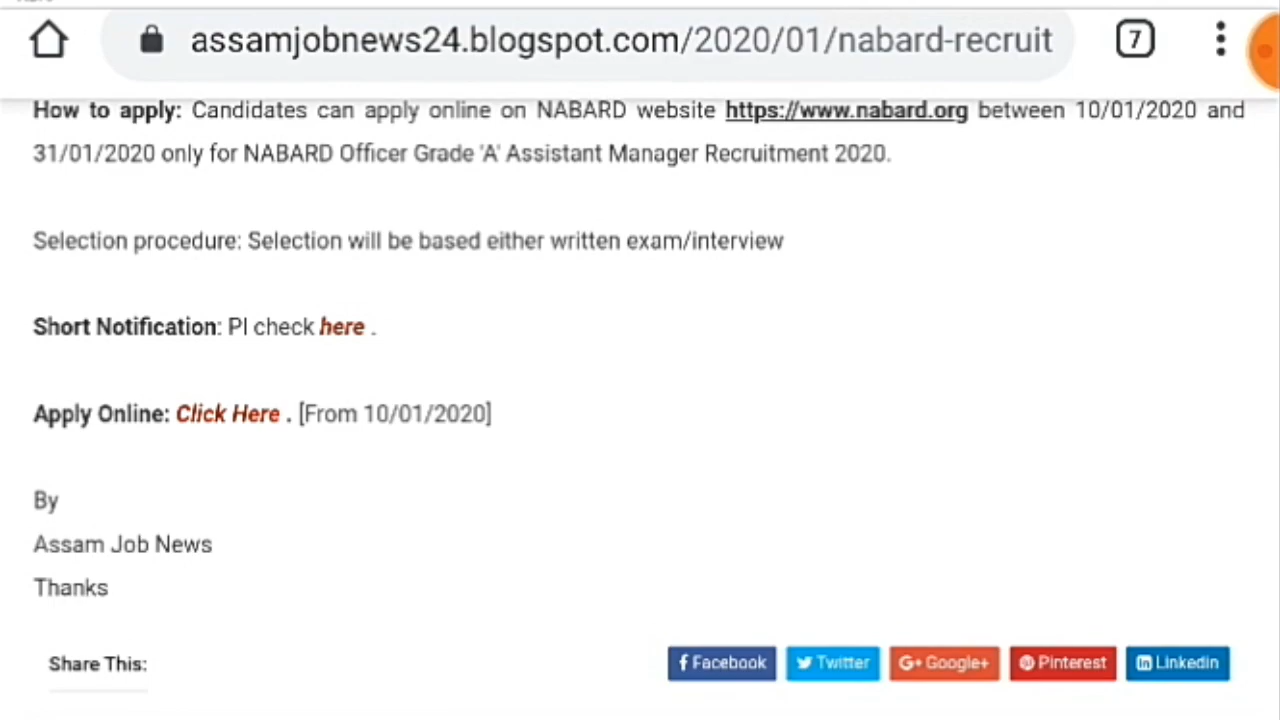 assamjobnews24.blogspot.com/2020/01/nabard-recruit
7
How to apply: Candidates can apply online on NABARD website https://www.nabard.org between 10/01/2020 and
31/01/2020 only for NABARD Officer Grade 'A' Assistant Manager Recruitment 2020.
Selection procedure: Selection will be based either written exam/interview
Short Notification: Pl check here .
Apply Online: Click Here . [From 10/01/2020]
By
Assam Job News
Thanks
Share This:
Facebook
Twitter
Google+
Pinterest
Linkedin